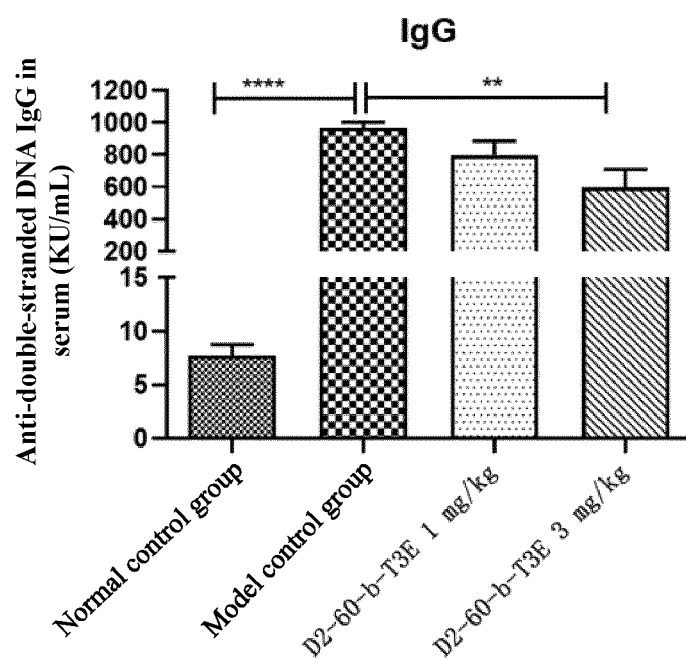 IgG
Anti-double-stranded DNA IgG in
serum (KU/mL)
1200
1000
800
600
400
200
15
10
5
0
****
**
Normal control group
Model control group
D2-60-b-T3E 1 mg/kg
D2-60-b-T3E 3 mg/kg